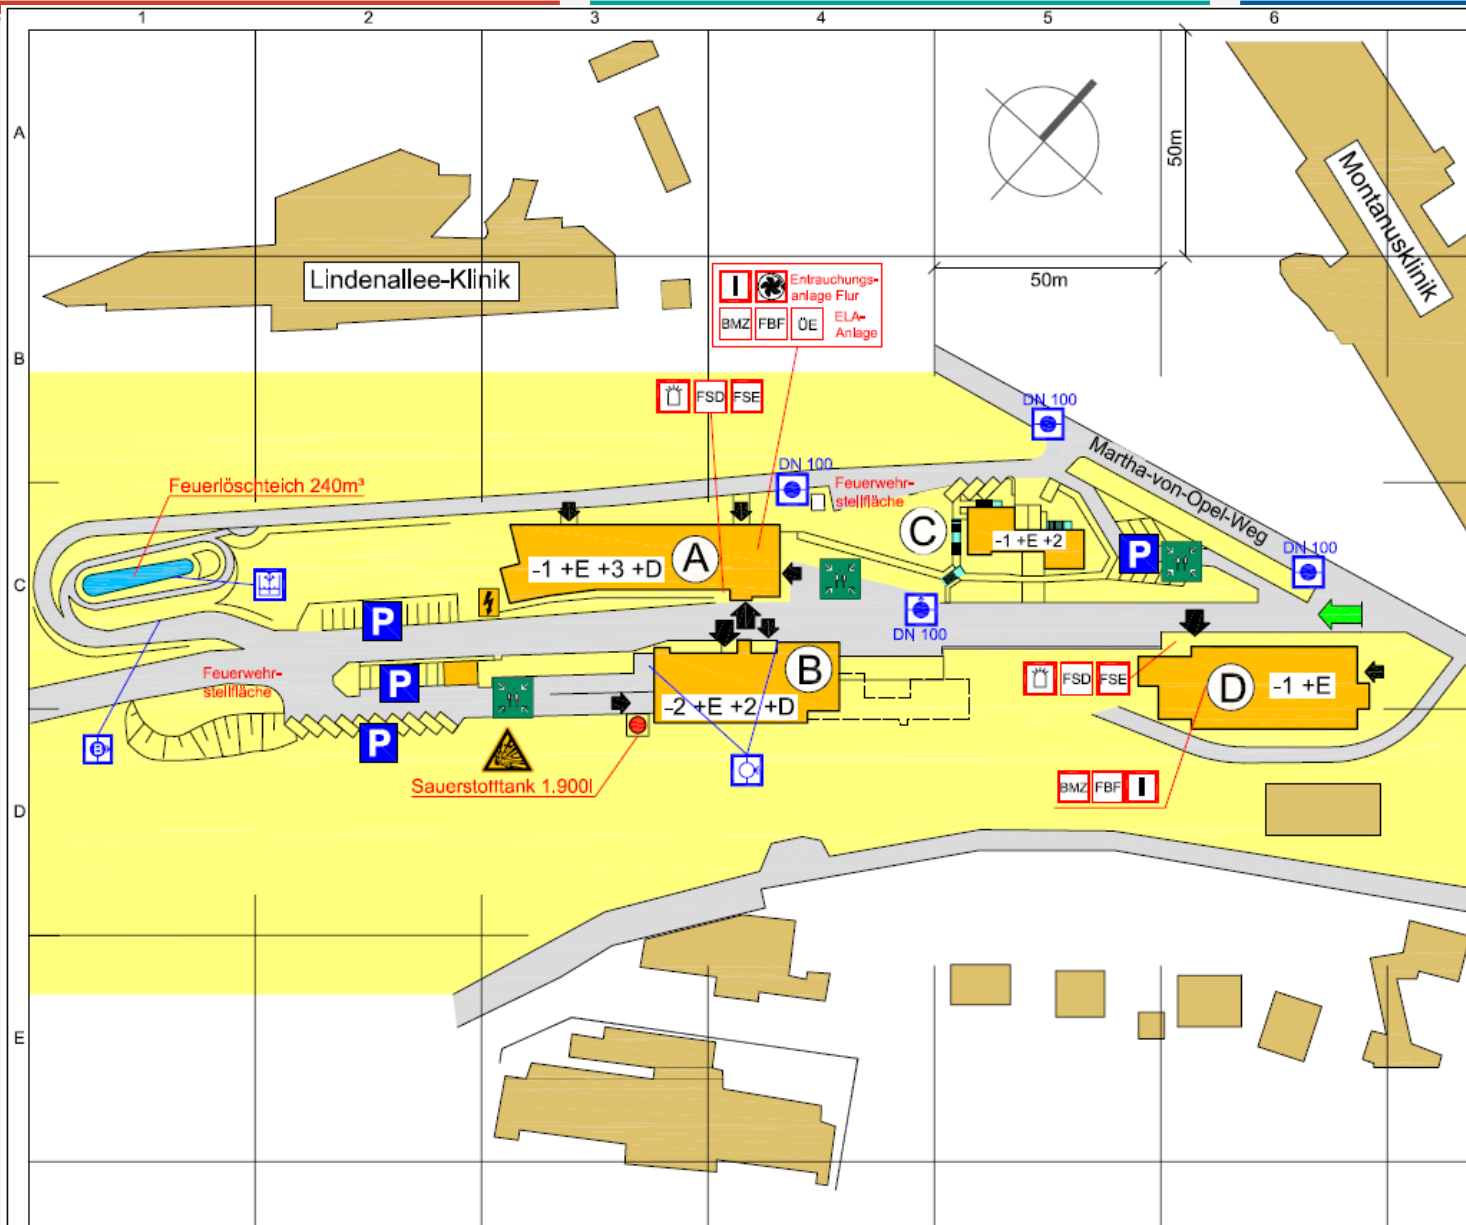 1 2 3 4 5 6
A
50m
Montanusklinik
Lindenallee-Klinik
I
Entrauchungs-
anlage Flur
BMZ FBF ÜE
ELA-
Anlage
50m
B
FSD FSE
DN 100
Martha-von-Opel-Weg
DN 100
Feuerwehr-
stellfläche
Feuerlöschteich 240m³
C
-1 +E +2
A
-1 +E +3 +D
P
DN 100
C
P
DN 100
B
-2 +E +2 +D
Feuerwehr-
stellfläche
P
P
FSD FSE
D
-1 +E
B
Sauerstofftank 1.900l
BMZ FBF I
D
E